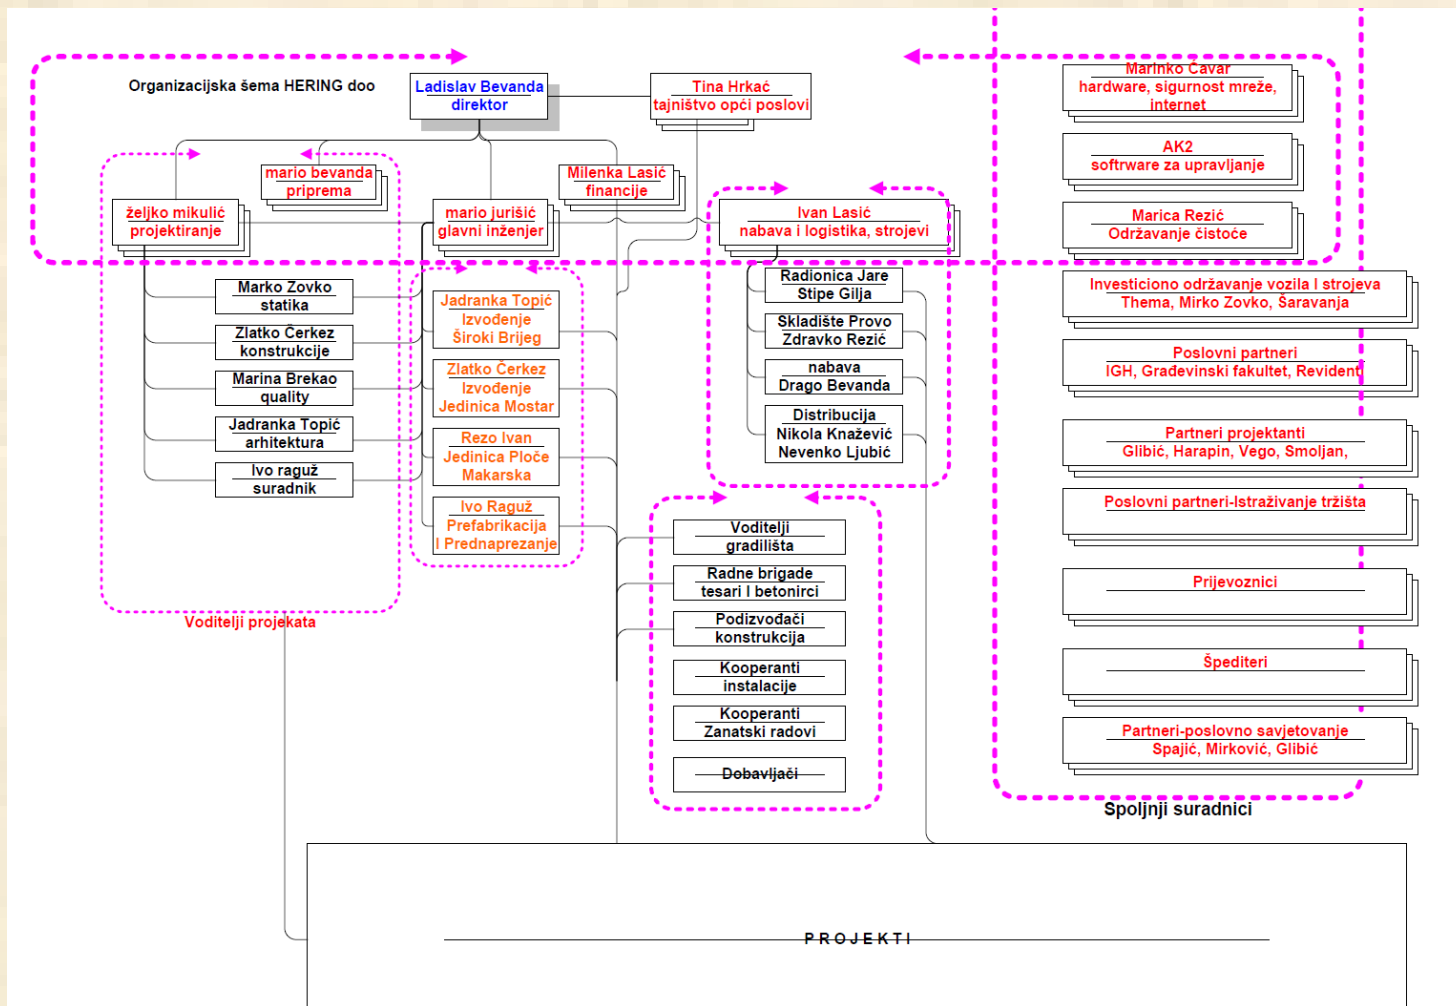 Organizacijska šema HERING doo
Ladislav Bevanda
direktor
Tina Hrkać
tajništvo opći poslovi
mario bevanda
priprema
Milenka Lasić
financije
željko mikulić
projektiranje
mario jurišić
glavni inženjer
Ivan Lasić
nabava i logistika, strojevi
Marko Zovko
statika
Zlatko Čerkez
konstrukcije
Marina Brekao
quality
Jadranka Topić
arhitektura
Ivo raguž
suradnik
Voditelji projekata
Jadranka Topić
Izvođenje
Široki Brijeg
Zlatko Čerkez
Izvođenje
Jedinica Mostar
Rezo Ivan
Jedinica Ploče
Makarska
Ivo Raguž
Prefabrikacija
I Prednaprezanje
Radionica Jare
Stipe Gilja
Skladište Provo
Zdravko Rezić
nabava
Drago Bevanda
Distribucija
Nikola Knažević
Nevenko Ljubić
Voditelji
gradilišta
Radne brigade
tesari I betonirci
Podizvođači
konstrukcija
Kooperanti
instalacije
Kooperanti
Zanatski radovi
Dobavljači
Marinko Čavar
hardware, sigurnost mreže,
internet
AK2
softrware za upravljanje
Marica Rezić
Održavanje čistoće
Investiciono održavanje vozila I strojeva
Thema, Mirko Zovko, Šaravanja
Poslovni partneri
IGH, Građevinski fakultet, Revident
Partneri projektanti
Glibić, Harapin, Vego, Smoljan,
Poslovni partneri-Istraživanje tržišta
Prijevoznici
Špediteri
Partneri-poslovno savjetovanje
Spajić, Mirković, Glibić
Spoljnji suradnici
P R O J E K T I